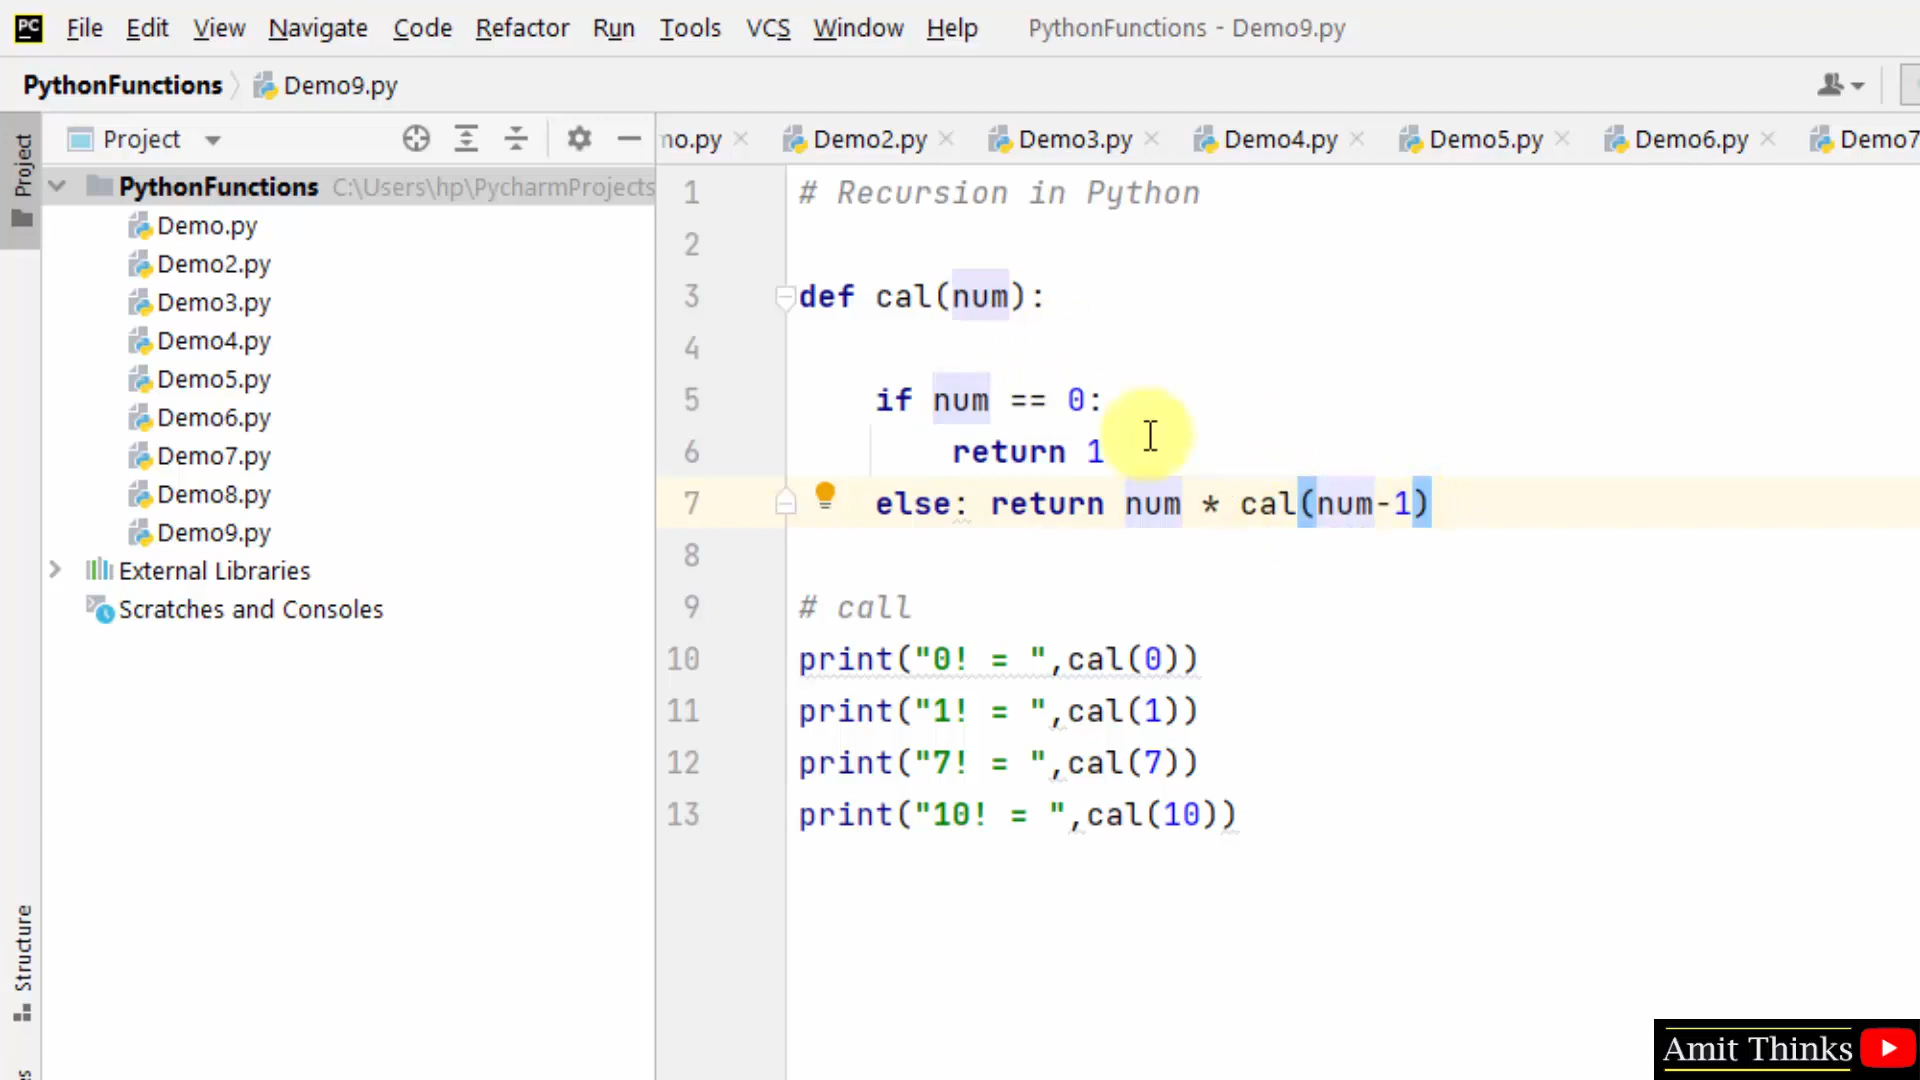 PC File Edit View Navigate Code Refactor Run Tools VCS Window Help PythonFunctions - Demo9.py
PythonFunctions Demo9.py
Project
Project
mo.py Demo2.py Demo3.py Demo4.py Demo5.py Demo6.py Demo7
PythonFunctions C:\Users\hp\PycharmProjects
Demo.py
Demo2.py
Demo3.py
Demo4.py
Demo5.py
Demo6.py
Demo7.py
Demo8.py
Demo9.py
External Libraries
Scratches and Consoles
Structure
1 # Recursion in Python
2
3 def cal(num):
4
5 if num == 0:
6 return 1
7 else: return num * cal(num-1)
8
9 # call
10 print("0! = ",cal(0))
11 print("1! = ",cal(1))
12 print("7! = ",cal(7))
13 print("10! = ",cal(10))
Amit Thinks